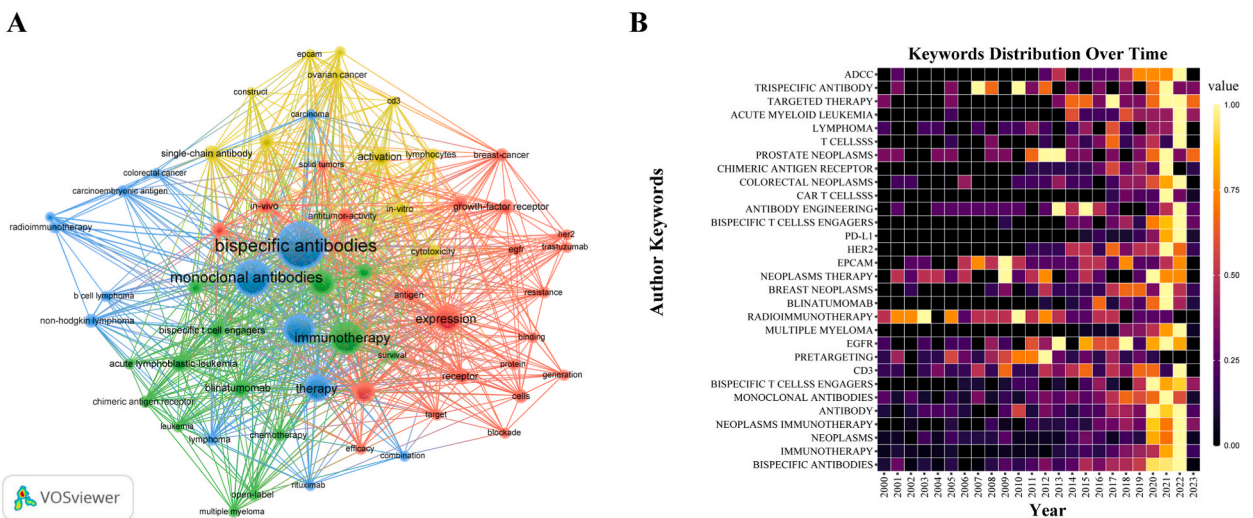 A
epcam
ovarian cancer
construct
cd3
carcinoma
single-chain antibody
activation
lymphocytes
breast-cancer
solid tumors
colorectal cancer
carcinoembryonic antigen
in-vivo
in-vitro
antitumor-activity
growth-factor receptor
radioimmunotherapy
her2
trastuzumab
egfr
bispecific antibodies
cytotoxicity
monoclonal antibodies
b cell lymphoma
antigen
resistance
non-hodgkin lymphoma
expression
bispecific t cell engagers
immunotherapy
binding
survival
protein
acute lymphoblastic-leukemia
receptor
generation
blinatumomab
therapy
cells
chimeric antigen receptor
target
leukemia
lymphoma
chemotherapy
blockade
efficacy
combination
rituximab
open-label
multiple myeloma
VOSviewer
B
Keywords Distribution Over Time
Author Keywords
ADCC
TRISPECIFIC ANTIBODY
TARGETED THERAPY
ACUTE MYELOID LEUKEMIA
LYMPHOMA
T CELLSSS
PROSTATE NEOPLASMS
CHIMERIC ANTIGEN RECEPTOR
COLORECTAL NEOPLASMS
CAR T CELLSSS
ANTIBODY ENGINEERING
BISPECIFIC T CELLSS ENGAGERS
PD-L1
HER2
EPCAM
NEOPLASMS THERAPY
BREAST NEOPLASMS
BLINATUMOMAB
RADIOIMMUNOTHERAPY
MULTIPLE MYELOMA
EGFR
PRETARGETING
CD3
BISPECIFIC T CELLSS ENGAGERS
MONOCLONAL ANTIBODIES
ANTIBODY
NEOPLASMS IMMUNOTHERAPY
NEOPLASMS
IMMUNOTHERAPY
BISPECIFIC ANTIBODIES
2000 2001 2002 2003 2004 2005 2006 2007 2008 2009 2010 2011 2012 2013 2014 2015 2016 2017 2018 2019 2020 2021 2022 2023
Year
value
1.00
0.75
0.50
0.25
0.00